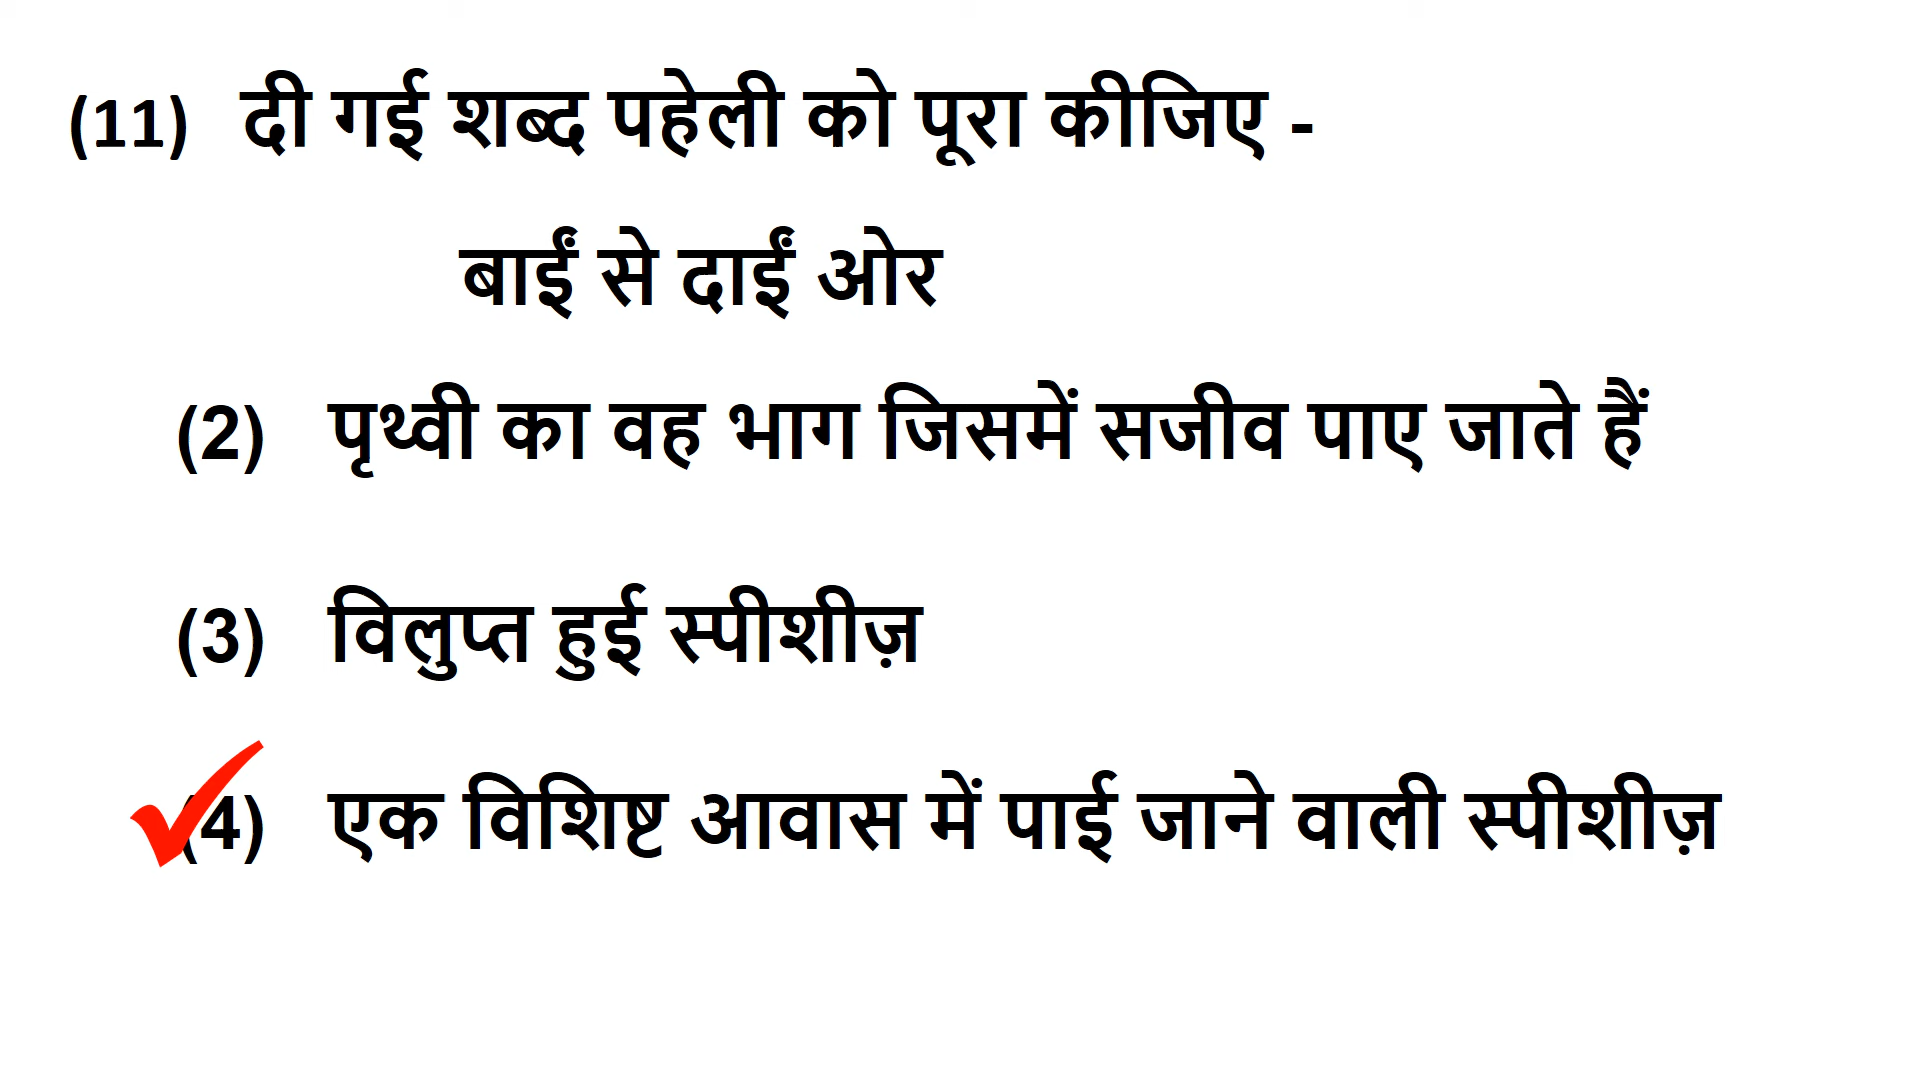 (11) दी गई शब्द पहेली को पूरा कीजिए -
बाईं से दाईं ओर
(2) पृथ्वी का वह भाग जिसमें सजीव पाए जाते हैं
(3) विलुप्त हुई स्पीशीज़
(4) एक विशिष्ट आवास में पाई जाने वाली स्पीशीज़